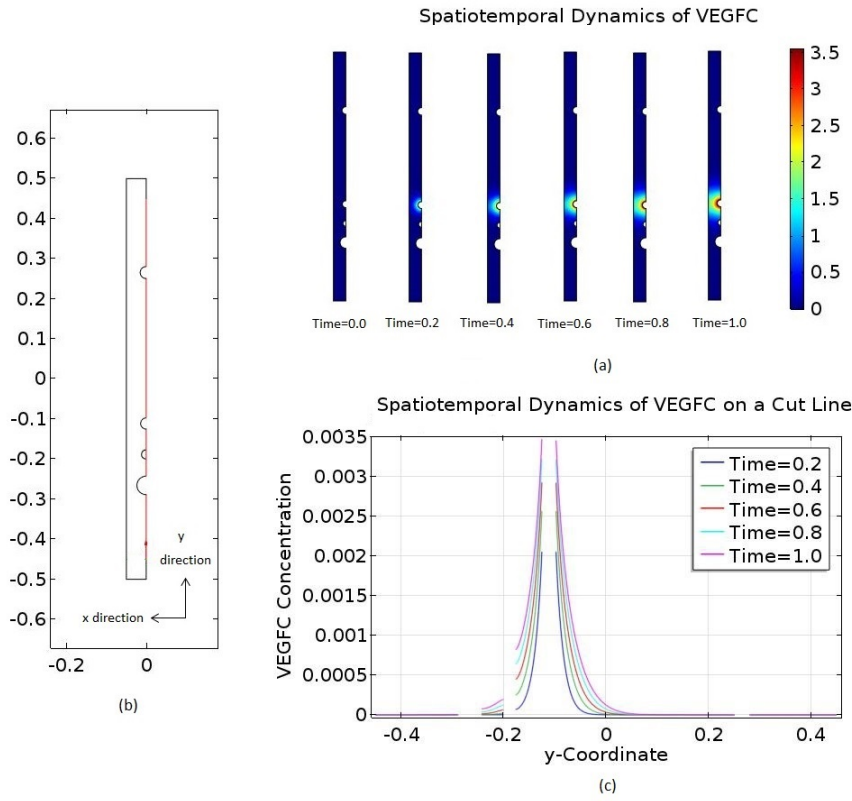 Spatiotemporal Dynamics of VEGFC
3.5
3
2.5
2
1.5
1
0.5
0
Time=0.0 Time=0.2 Time=0.4 Time=0.6 Time=0.8 Time=1.0
(a)
0.6
0.5
0.4
0.3
0.2
0.1
0
-0.1
-0.2
-0.3
-0.4
-0.5
-0.6
y
direction
x direction
-0.2 0
(b)
Spatiotemporal Dynamics of VEGFC on a Cut Line
VEGFC Concentration
0.0035
0.003
0.0025
0.002
0.0015
0.001
0.0005
0
Time=0.2
Time=0.4
Time=0.6
Time=0.8
Time=1.0
-0.4 -0.2 0 0.2 0.4
y-Coordinate
(c)